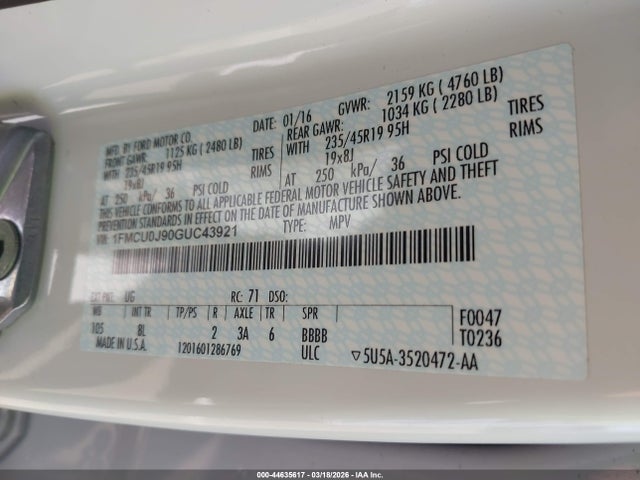 MFD. BY FORD MOTOR CO.
DATE: 01/16 GVWR: 2159 KG ( 4760 LB)
FRONT GAWR: 1125 KG ( 2480 LB)
REAR GAWR: 1034 KG ( 2280 LB)
WITH 235/45R19 95H TIRES
WITH 235/45R19 95H TIRES
19x8J RIMS
19x8J RIMS
AT 250 kPa/ 36 PSI COLD
AT 250 kPa/ 36 PSI COLD
THIS VEHICLE CONFORMS TO ALL APPLICABLE FEDERAL MOTOR VEHICLE SAFETY AND THEFT
PREVENTION STANDARDS IN EFFECT ON THE DATE OF MANUFACTURE SHOWN ABOVE.
VIN: 1FMCU0J90GUC43921 TYPE: MPV
EXT PNT: UG RC: 71 DSO:
WB INT TR TP/PS R AXLE TR SPR
105 8L 2 3A 6 BBBB
F0047
T0236
MADE IN U.S.A. 1201601286769 ULC ▽5U5A-3520472-AA
000-44635617 - 03/18/2026 - IAA Inc.